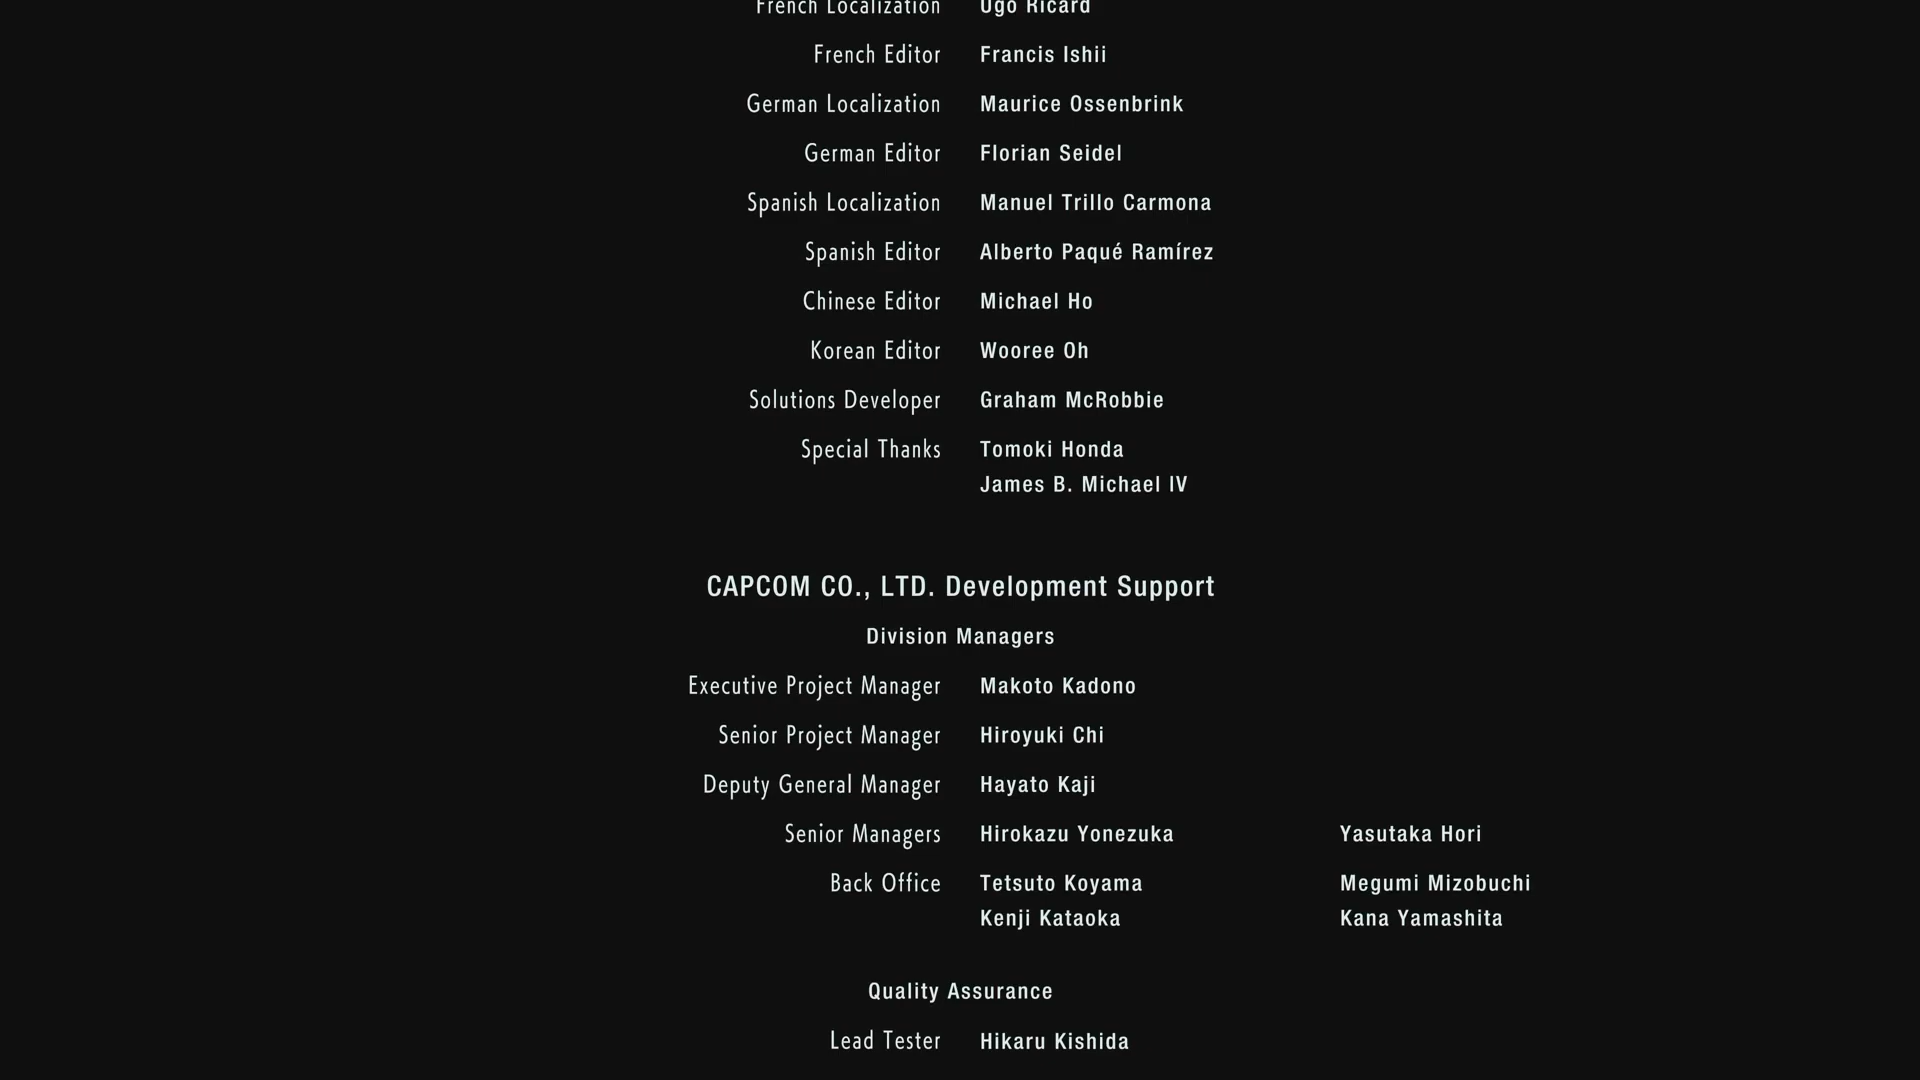 French Localization Ugo Ricard
French Editor Francis Ishii
German Localization Maurice Ossenbrink
German Editor Florian Seidel
Spanish Localization Manuel Trillo Carmona
Spanish Editor Alberto Paqué Ramírez
Chinese Editor Michael Ho
Korean Editor Wooree Oh
Solutions Developer Graham McRobbie
Special Thanks Tomoki Honda
James B. Michael IV
CAPCOM CO., LTD. Development Support
Division Managers
Executive Project Manager Makoto Kadono
Senior Project Manager Hiroyuki Chi
Deputy General Manager Hayato Kaji
Senior Managers Hirokazu Yonezuka Yasutaka Hori
Back Office Tetsuto Koyama Megumi Mizobuchi
Kenji Kataoka Kana Yamashita
Quality Assurance
Lead Tester Hikaru Kishida